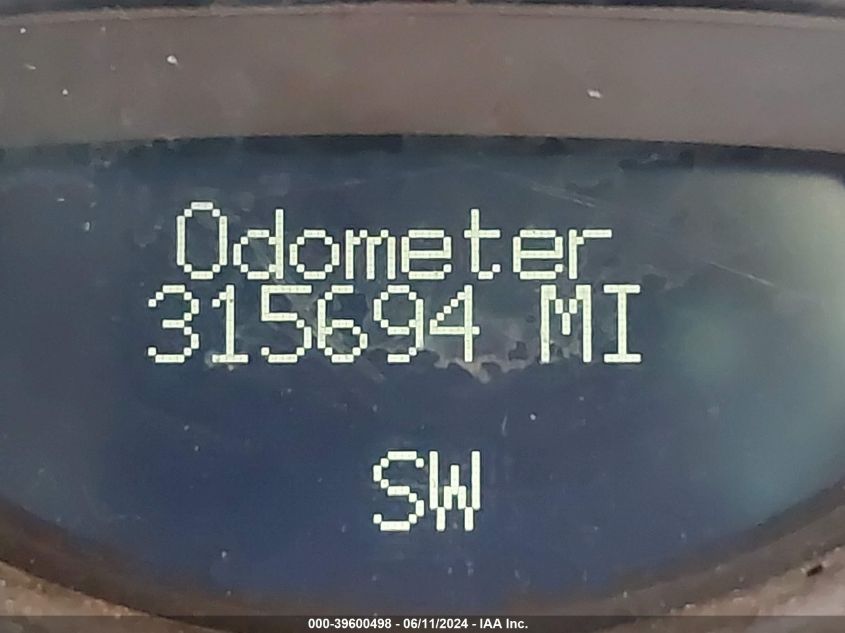 Odometer
315694 MI
SW
000-39600498 - 06/11/2024 - IAA Inc.